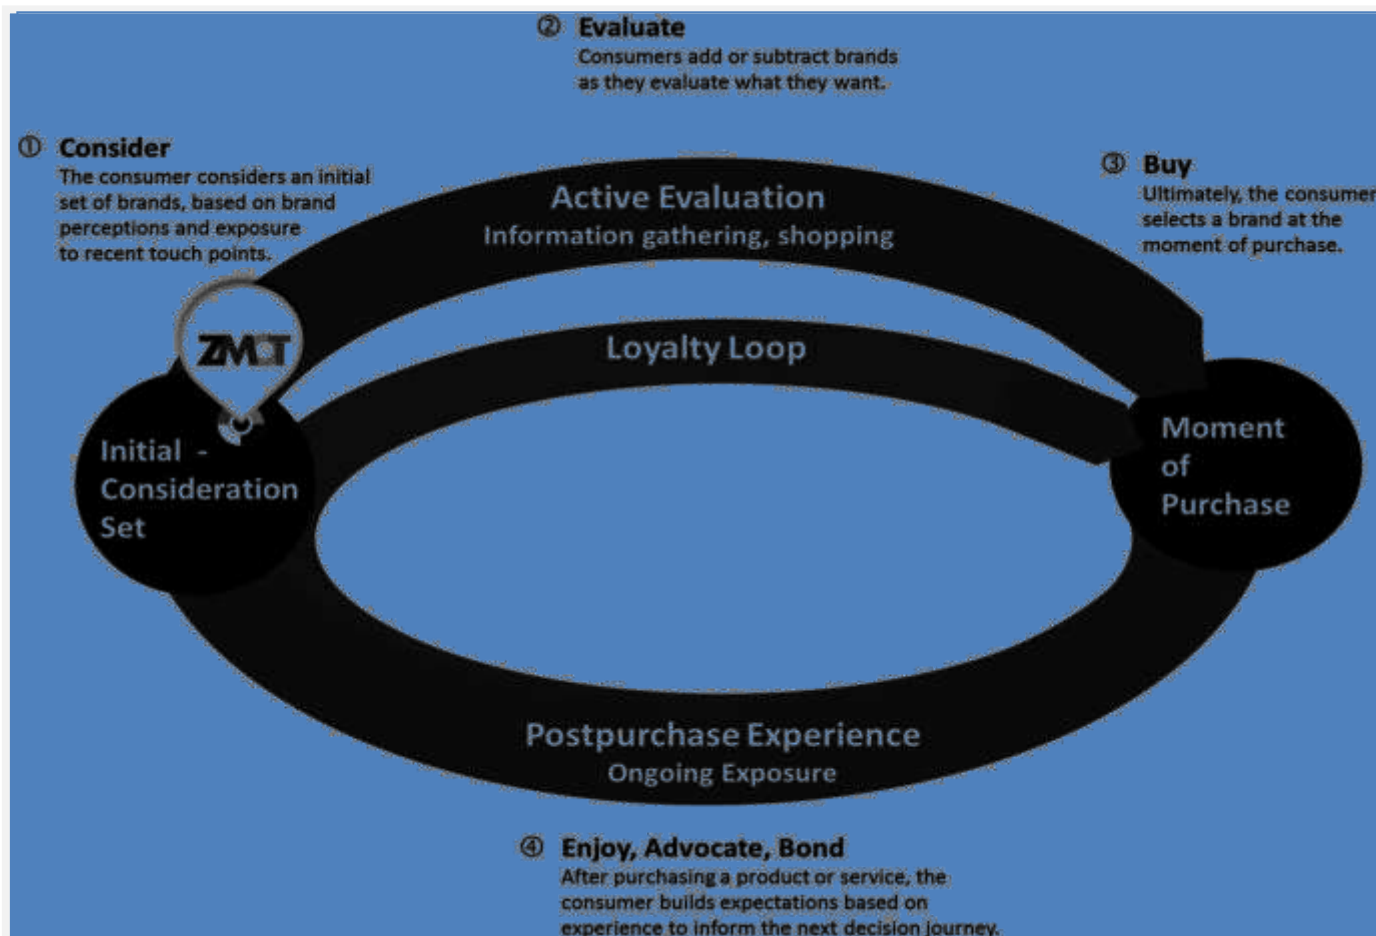 ② Evaluate
Consumers add or subtract brands
as they evaluate what they want.
① Consider
The consumer considers an initial
set of brands, based on brand
perceptions and exposure
to recent touch points.
③ Buy
Ultimately, the consumer
selects a brand at the
moment of purchase.
Active Evaluation
Information gathering, shopping
ZMOT
Loyalty Loop
Initial -
Consideration
Set
Moment
of
Purchase
Postpurchase Experience
Ongoing Exposure
④ Enjoy, Advocate, Bond
After purchasing a product or service, the
consumer builds expectations based on
experience to inform the next decision journey.